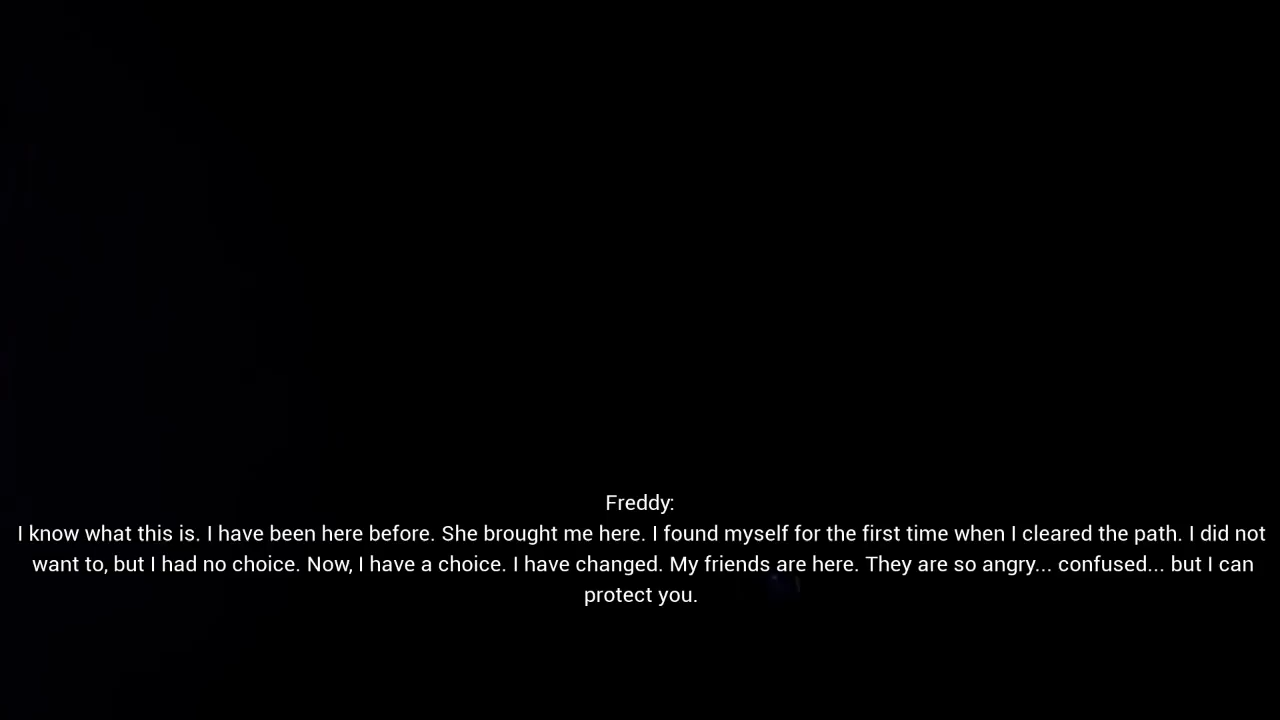 Freddy:
I know what this is. I have been here before. She brought me here. I found myself for the first time when I cleared the path. I did not
want to, but I had no choice. Now, I have a choice. I have changed. My friends are here. They are so angry... confused... but I can
protect you.